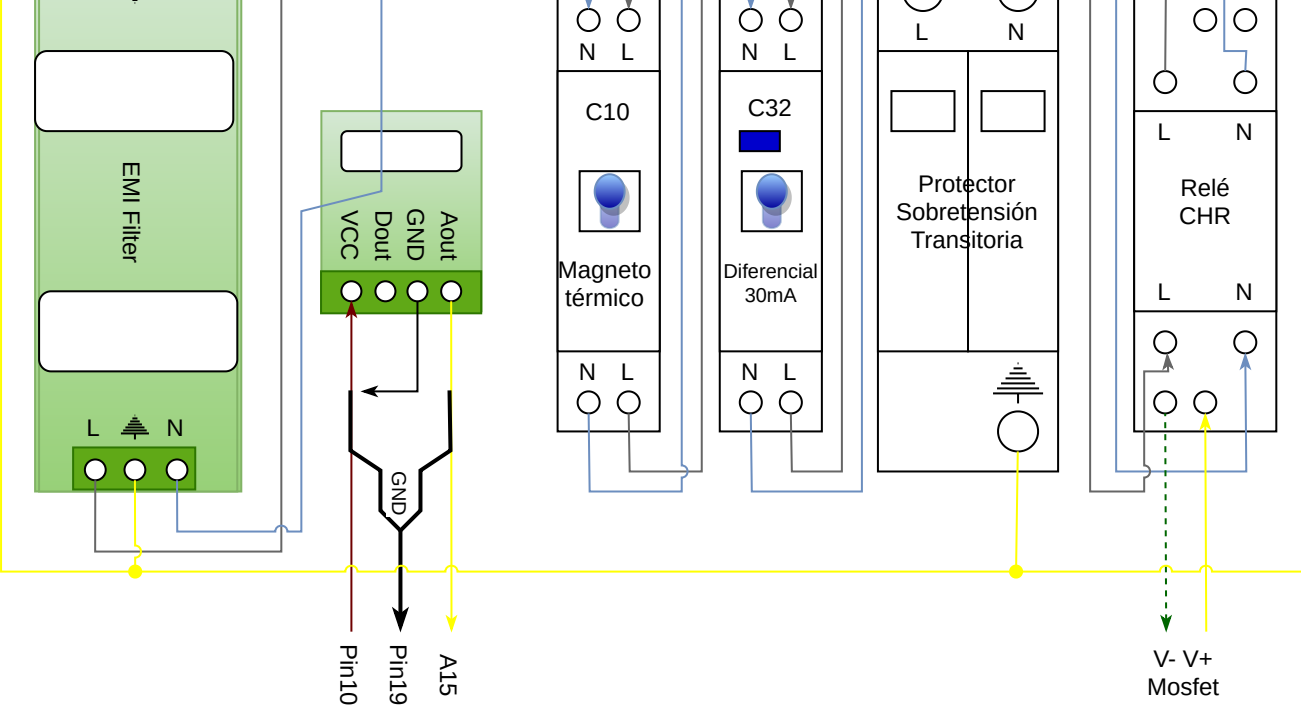 EMI Filter
L
N
VCC
Dout
GND
Aout
GND
Pin10
Pin19
A15
N L
C10
Magneto
térmico
N L
N L
C32
Diferencial
30mA
N L
L N
Protector
Sobretensión
Transitoria
L N
Relé
CHR
L N
V- V+
Mosfet